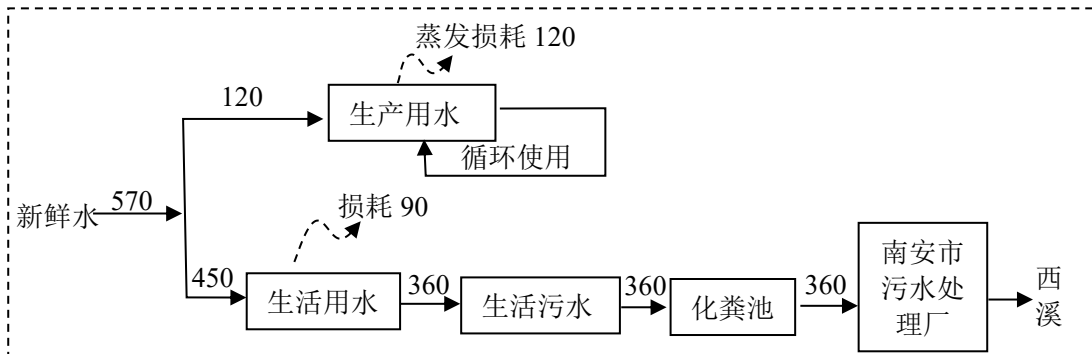 蒸发损耗 120
120
生产用水
循环使用
新鲜水
570
损耗 90
450
生活用水
360
生活污水
360
化粪池
360
南安市
污水处
理厂
西
溪